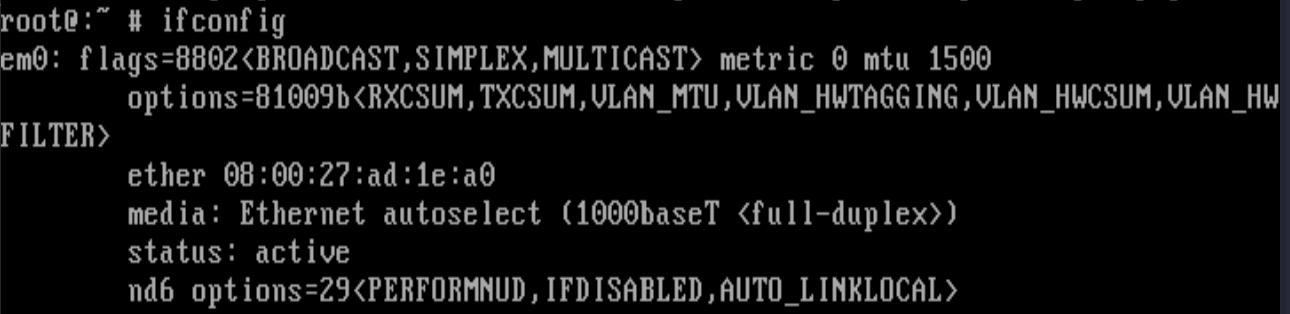 root@:~ # ifconfig
em0: flags=8802<BROADCAST,SIMPLEX,MULTICAST> metric 0 mtu 1500
options=81009b<RXCSUM,TXCSUM,VLAN_MTU,VLAN_HWTAGGING,VLAN_HWCSUM,VLAN_HW
FILTER>
ether 08:00:27:ad:1e:a0
media: Ethernet autoselect (1000baseT <full-duplex>)
status: active
nd6 options=29<PERFORMNUD,IFDISABLED,AUTO_LINKLOCAL>